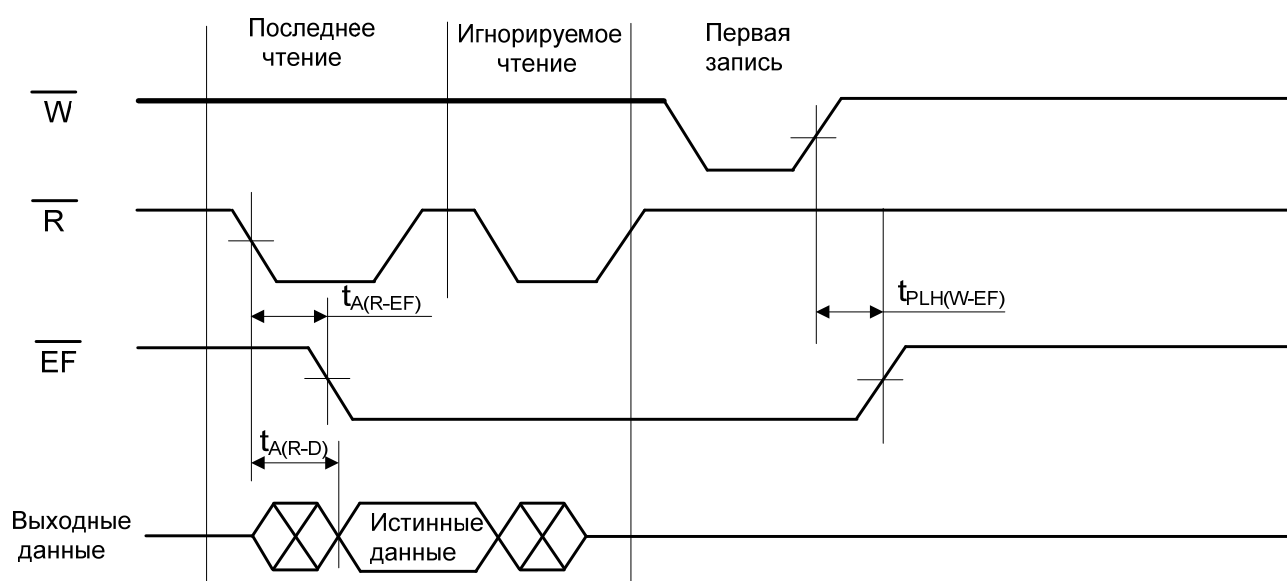 Последнее
чтение
Игнорируемое
чтение
Первая
запись
W
R
tA(R-EF)
tPLH(W-EF)
EF
tA(R-D)
Выходные
данные
Истинные
данные